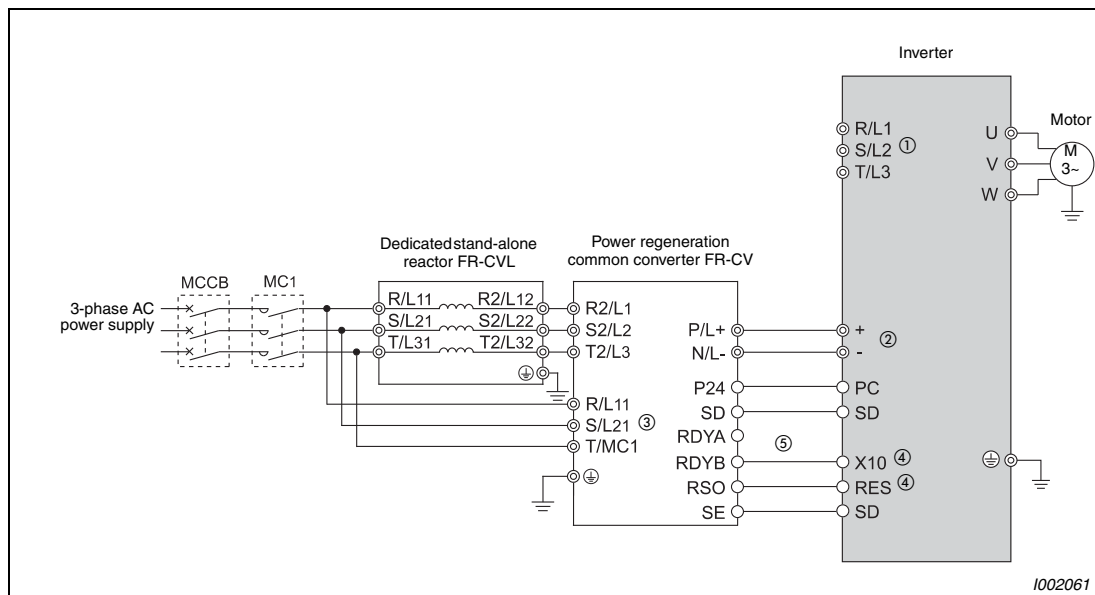 Inverter
R/L1
S/L2 ①
T/L3
U
V
W
Motor
M
3~
Dedicated stand-alone
reactor FR-CVL
Power regeneration
common converter FR-CV
MCCB
MC1
3-phase AC
power supply
R/L11
R2/L12
S/L21
S2/L22
T/L31
T2/L32
R2/L1
S2/L2
T2/L3
R/L11
S/L21 ③
T/MC1
P/L+
N/L-
P24
SD
RDYA
RDYB
RSO
SE
⑤
+
-
②
PC
SD
X10 ④
RES ④
SD
I002061